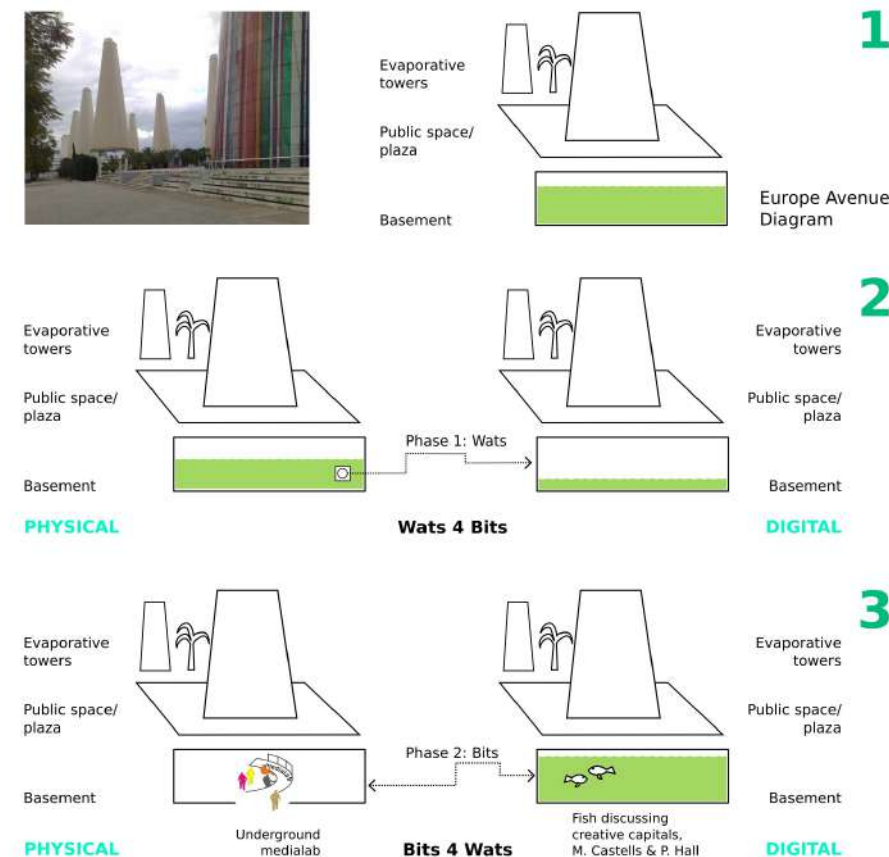 1
Evaporative
towers
Public space/
plaza
Basement
Europe Avenue
Diagram
2
Evaporative
towers
Public space/
plaza
Basement
Phase 1: Wats
Evaporative
towers
Public space/
plaza
Basement
PHYSICAL
Wats 4 Bits
DIGITAL
3
Evaporative
towers
Public space/
plaza
Basement
Phase 2: Bits
Evaporative
towers
Public space/
plaza
Basement
Underground
medialab
Fish discussing
creative capitals,
M. Castells & P. Hall
PHYSICAL
Bits 4 Wats
DIGITAL